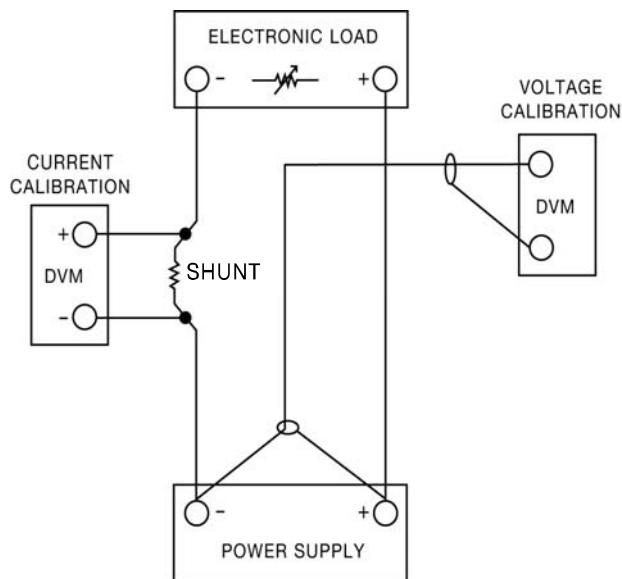 ELECTRONIC LOAD
- +
VOLTAGE
CALIBRATION
DVM
CURRENT
CALIBRATION
+
DVM
-
SHUNT
- +
POWER SUPPLY